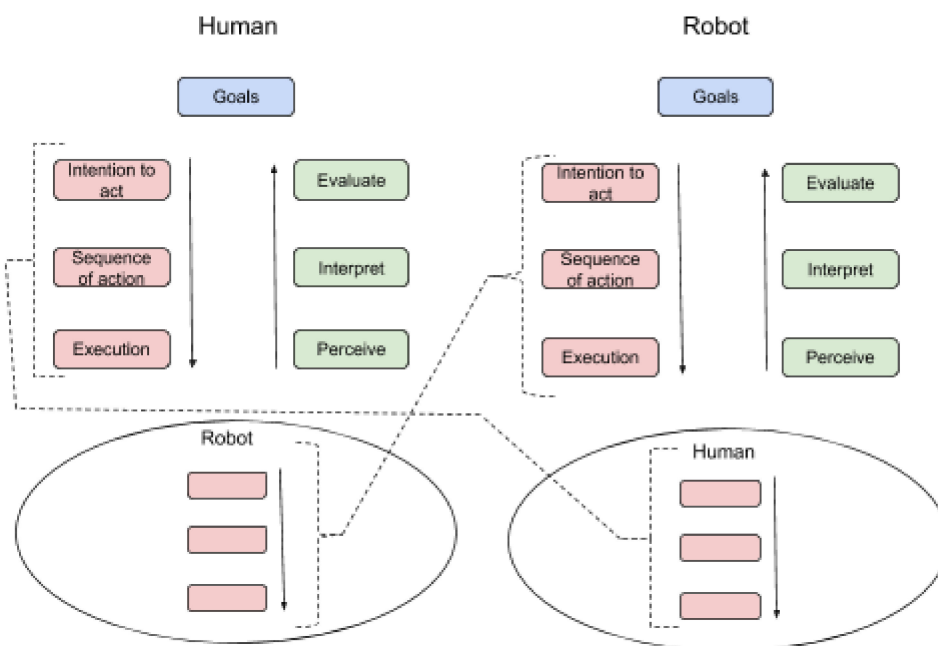 Human
Goals
Intention to
act
Evaluate
Sequence
of action
Interpret
Execution
Perceive
Robot
Robot
Goals
Intention to
act
Evaluate
Sequence
of action
Interpret
Execution
Perceive
Human